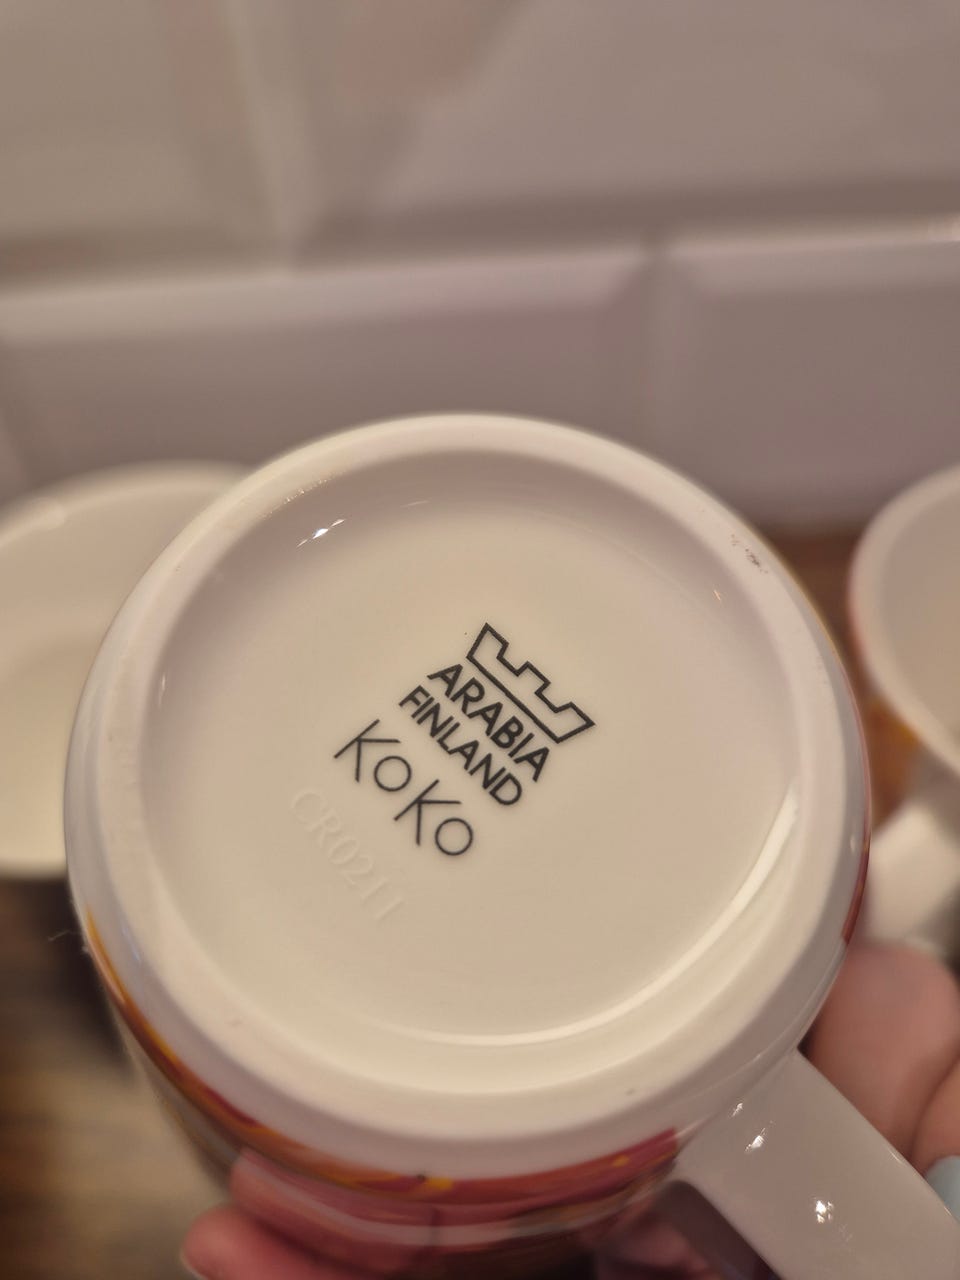 ARABIA
FINLAND
KoKo
CR0211